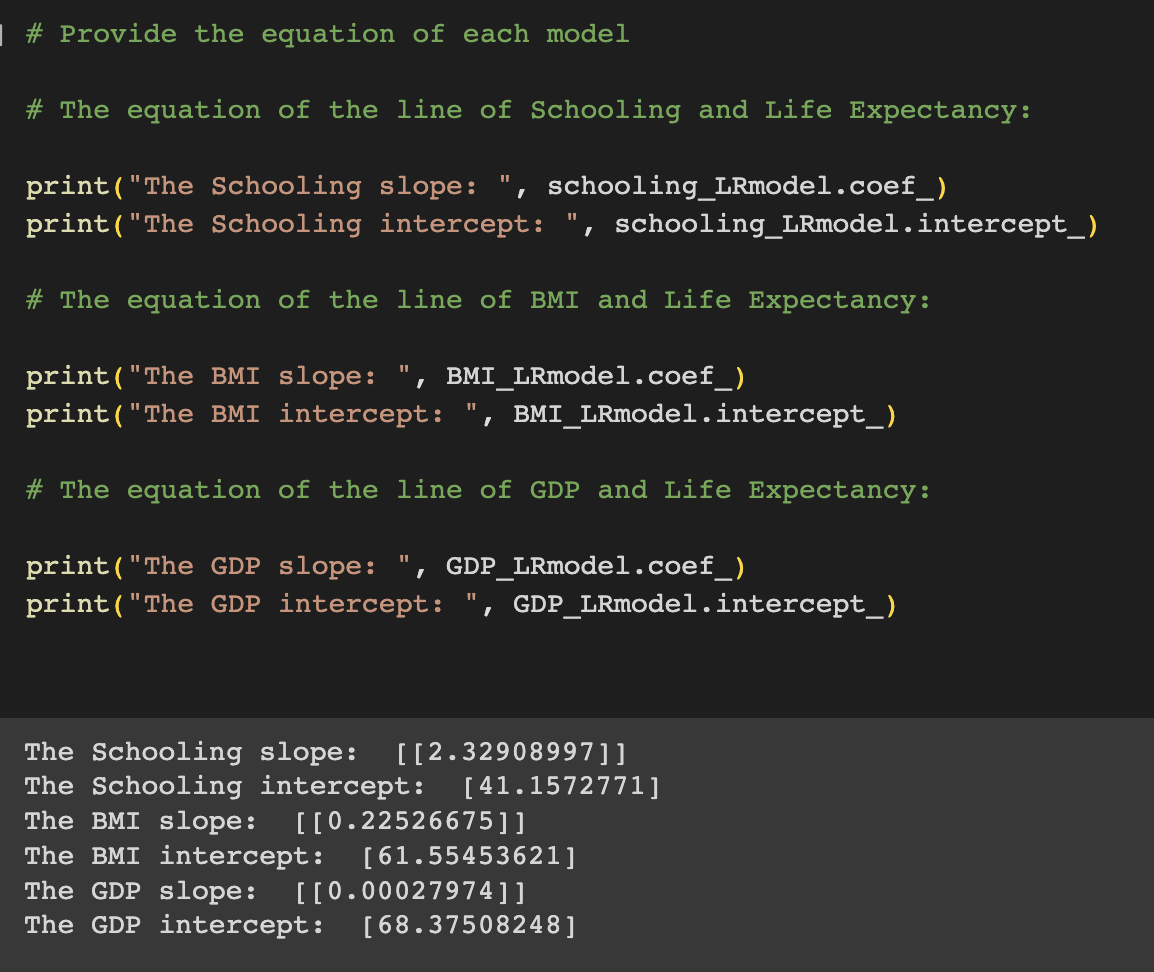 # Provide the equation of each model
# The equation of the line of Schooling and Life Expectancy:
print("The Schooling slope: ", schooling_LRmodel.coef_)
print("The Schooling intercept: ", schooling_LRmodel.intercept_)
# The equation of the line of BMI and Life Expectancy:
print("The BMI slope: ", BMI_LRmodel.coef_)
print("The BMI intercept: ", BMI_LRmodel.intercept_)
# The equation of the line of GDP and Life Expectancy:
print("The GDP slope: ", GDP_LRmodel.coef_)
print("The GDP intercept: ", GDP_LRmodel.intercept_)
The Schooling slope:  [[2.32908997]]
The Schooling intercept:  [41.1572771]
The BMI slope:  [[0.22526675]]
The BMI intercept:  [61.55453621]
The GDP slope:  [[0.00027974]]
The GDP intercept:  [68.37508248]